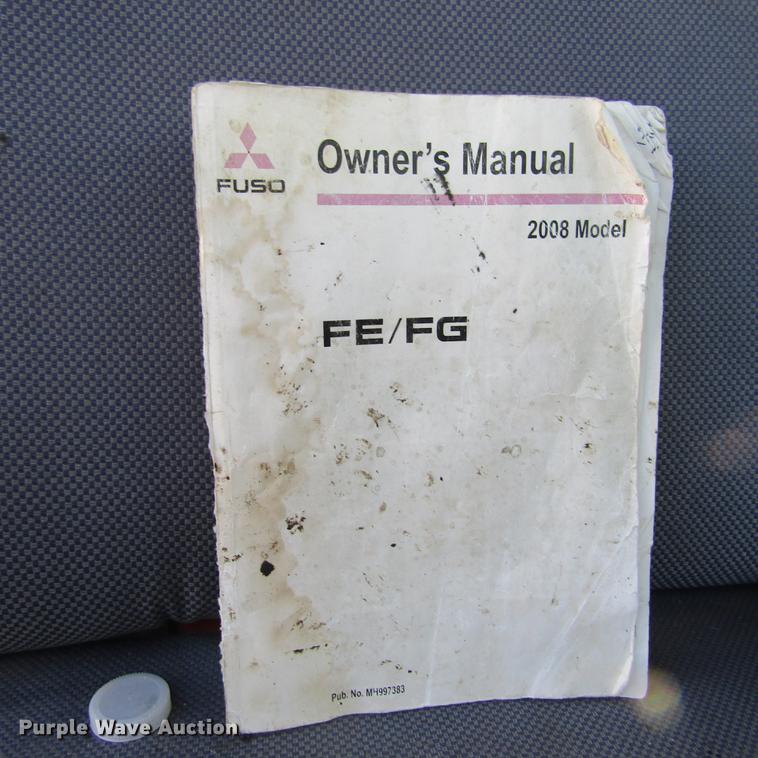 FUSO
Owner's Manual
2008 Model
FE/FG
Pub. No. MH997383
Purple Wave Auction